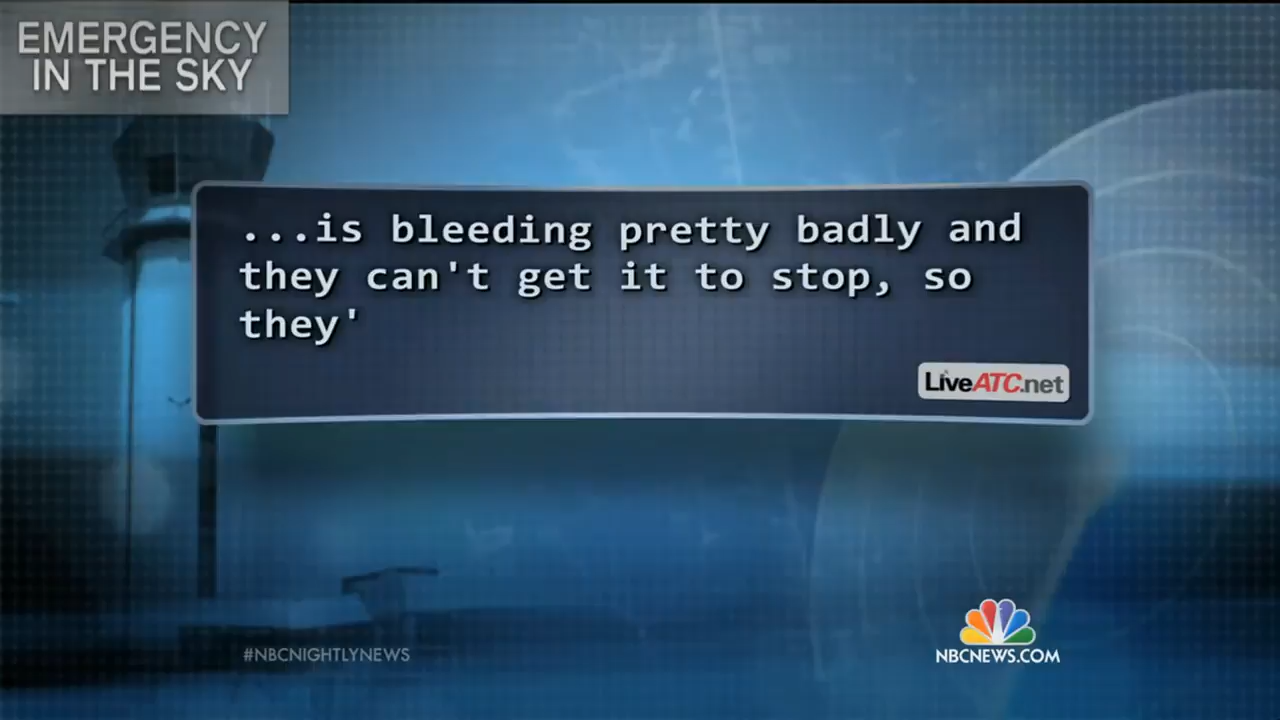 EMERGENCY
IN THE SKY
...is bleeding pretty badly and
they can't get it to stop, so
they'
LiveATC.net
#NBCNIGHTLYNEWS
NBCNEWS.COM